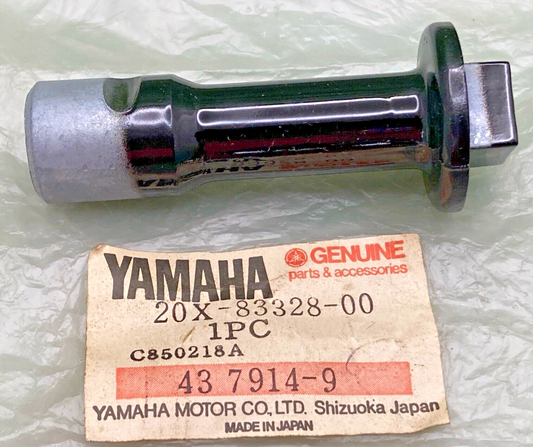 YAMAHA GENUINE
parts & accessories
20X-83328-00
1PC
C850218A
43 7914-9
YAMAHA MOTOR CO., LTD. Shizuoka Japan
MADE IN JAPAN